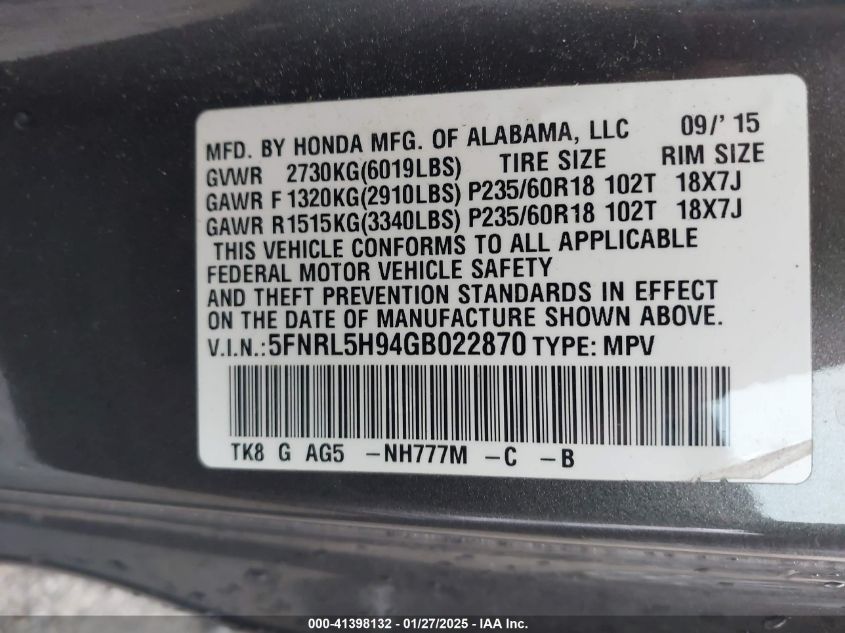 MFD. BY HONDA MFG. OF ALABAMA, LLC 09/' 15
GVWR 2730KG(6019LBS) TIRE SIZE RIM SIZE
GAWR F 1320KG(2910LBS) P235/60R18 102T 18X7J
GAWR R1515KG(3340LBS) P235/60R18 102T 18X7J
THIS VEHICLE CONFORMS TO ALL APPLICABLE
FEDERAL MOTOR VEHICLE SAFETY
AND THEFT PREVENTION STANDARDS IN EFFECT
ON THE DATE OF MANUFACTURE SHOWN ABOVE.
V.I.N.:5FNRL5H94GB022870 TYPE: MPV
TK8 G AG5 -NH777M -C -B
000-41398132 - 01/27/2025 - IAA Inc.